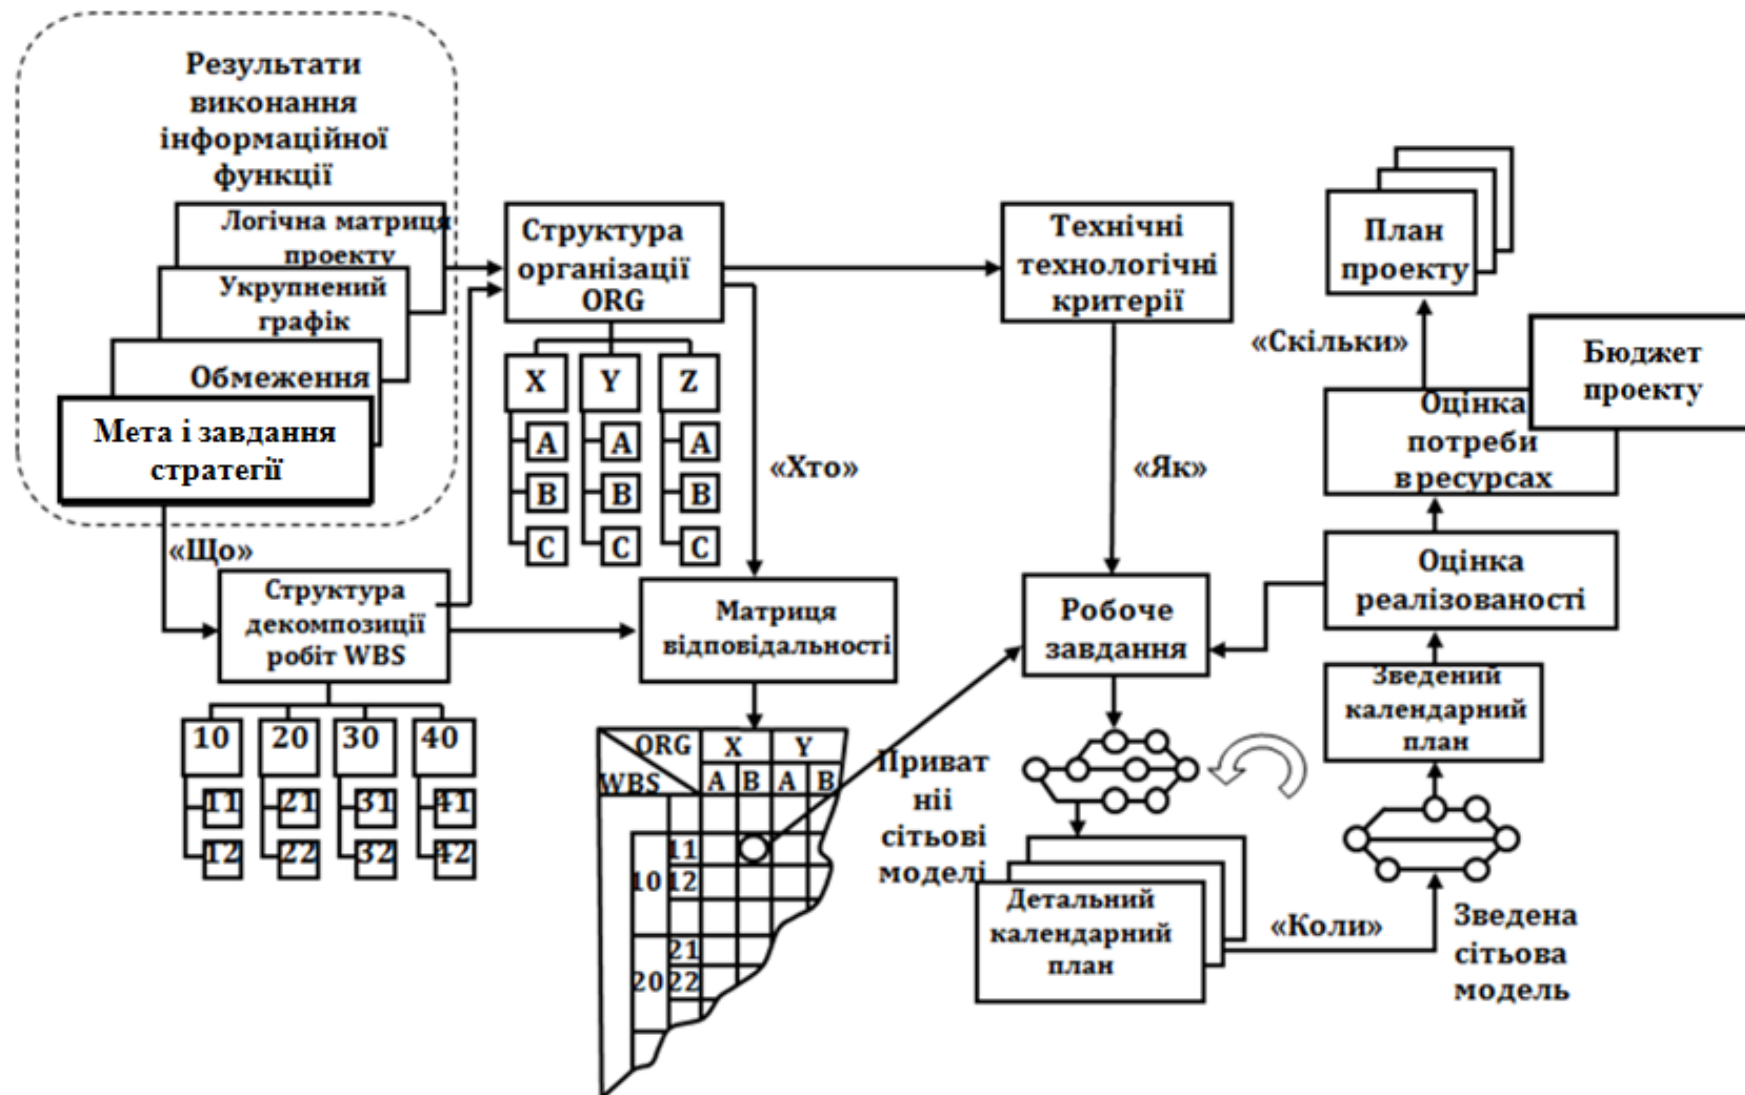 Результати
виконання
інформаційної
функції
Логічна матриця
проекту
Укрупнений
графік
Обмеження
Мета і завдання
стратегії
«Що»
Структура
декомпозиції
робіт WBS
10 20 30 40
11 21 31 41
12 22 32 42
Структура
організації
ORG
X Y Z
A A A
B B B
C C C
«Хто»
Матриця
відповідальності
ORG X Y
WBS A B A B
11
10 12
21
20 22
Технічні
технологічні
критерії
«Як»
Робоче
завдання
Приват
нії
сітьові
моделі
Детальний
календарний
план
«Коли»
Зведена
сітьова
модель
Зведений
календарний
план
Оцінка
реалізованості
Оцінка
потреби
в ресурсах
Бюджет
проекту
«Скільки»
План
проекту